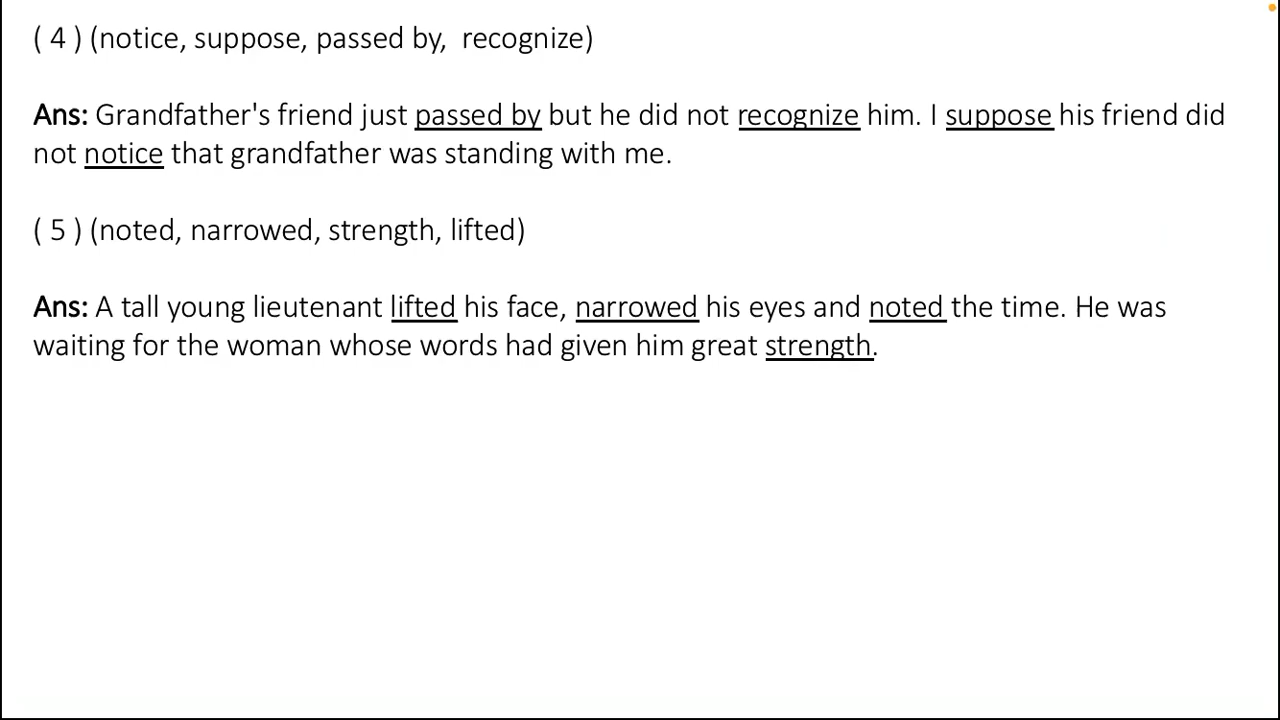 ( 4 ) (notice, suppose, passed by,  recognize)
Ans: Grandfather's friend just passed by but he did not recognize him. I suppose his friend did
not notice that grandfather was standing with me.
( 5 ) (noted, narrowed, strength, lifted)
Ans: A tall young lieutenant lifted his face, narrowed his eyes and noted the time. He was
waiting for the woman whose words had given him great strength.